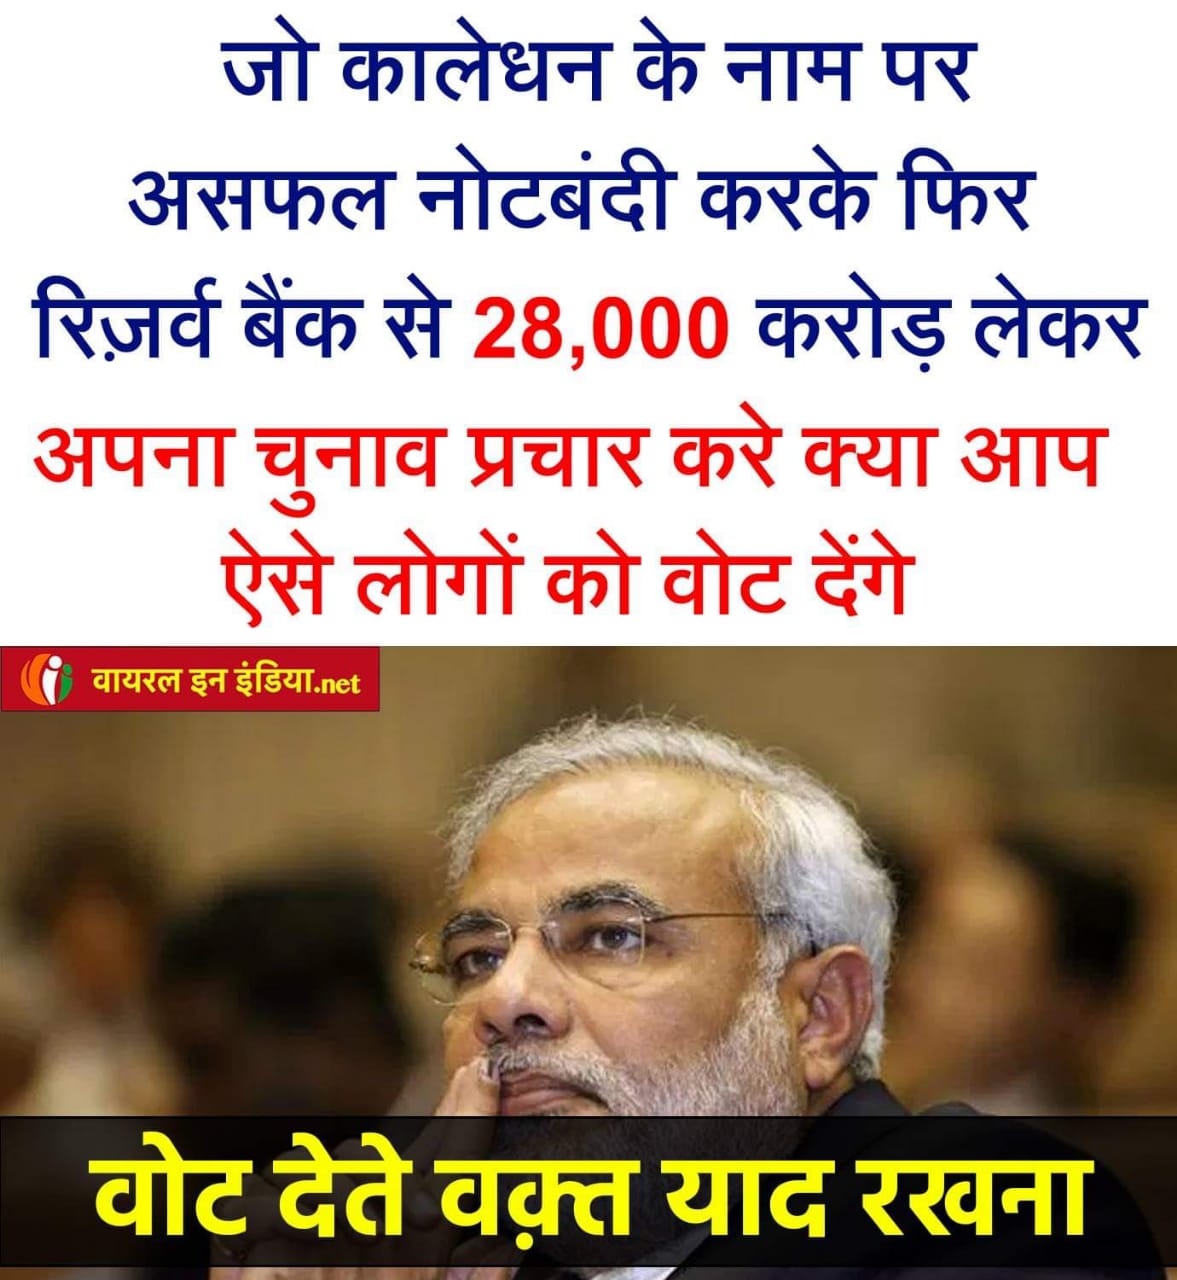 जो कालेधन के नाम पर
असफल नोटबंदी करके फिर
रिज़र्व बैंक से 28,000 करोड़ लेकर
अपना चुनाव प्रचार करे क्या आप
ऐसे लोगों को वोट देंगे
वायरल इन इंडिया.net
वोट देते वक़्त याद रखना